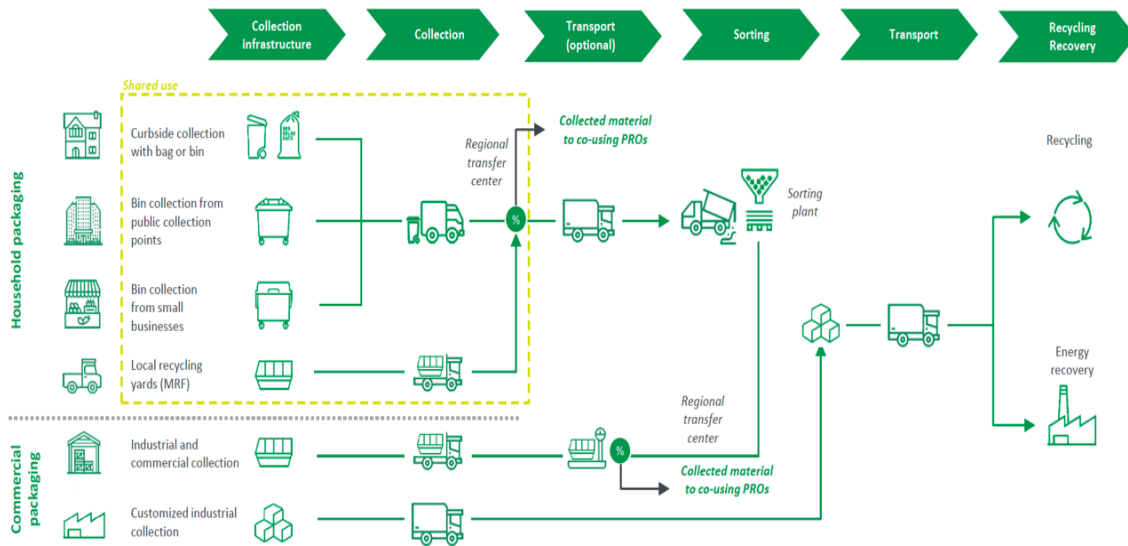 Collection
infrastructure
Collection
Transport
(optional)
Sorting
Transport
Recycling
Recovery
Shared use
Household packaging
Curbside collection
with bag or bin
Regional
transfer
center
Collected material
to co-using PROs
Recycling
Bin collection from
public collection
points
%
Sorting
plant
Bin collection
from small
businesses
Local recycling
yards (MRF)
Energy
recovery
Commercial
packaging
Industrial and
commercial collection
%
Regional
transfer
center
Collected material
to co-using PROs
Customized industrial
collection